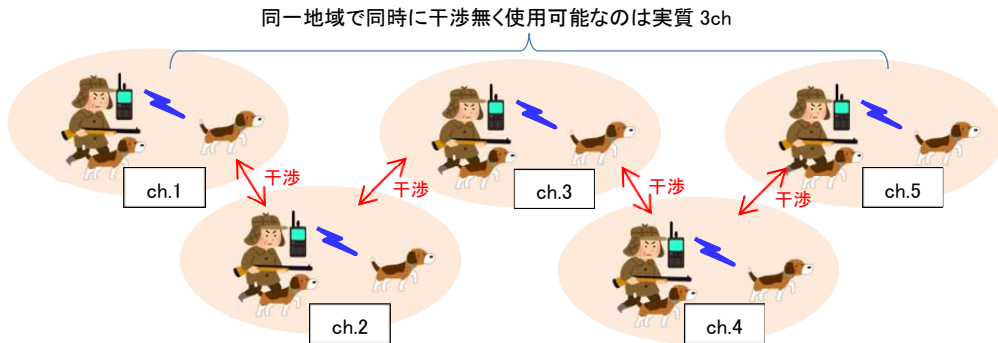 同一地域で同時に干渉無く使用可能なのは実質 3ch
ch.1
干渉
干渉
ch.3
干渉
干渉
ch.5
ch.2
ch.4